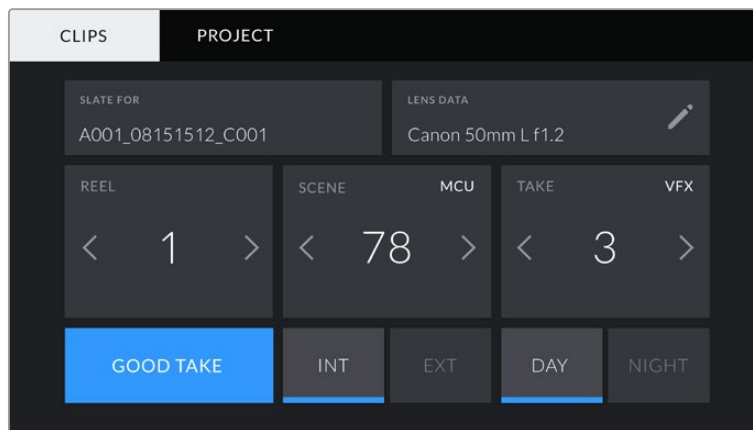 CLIPS PROJECT
SLATE FOR
A001_08151512_C001
LENS DATA
Canon 50mm L f1.2
REEL
1
SCENE MCU
78
TAKE VFX
3
GOOD TAKE INT EXT DAY NIGHT